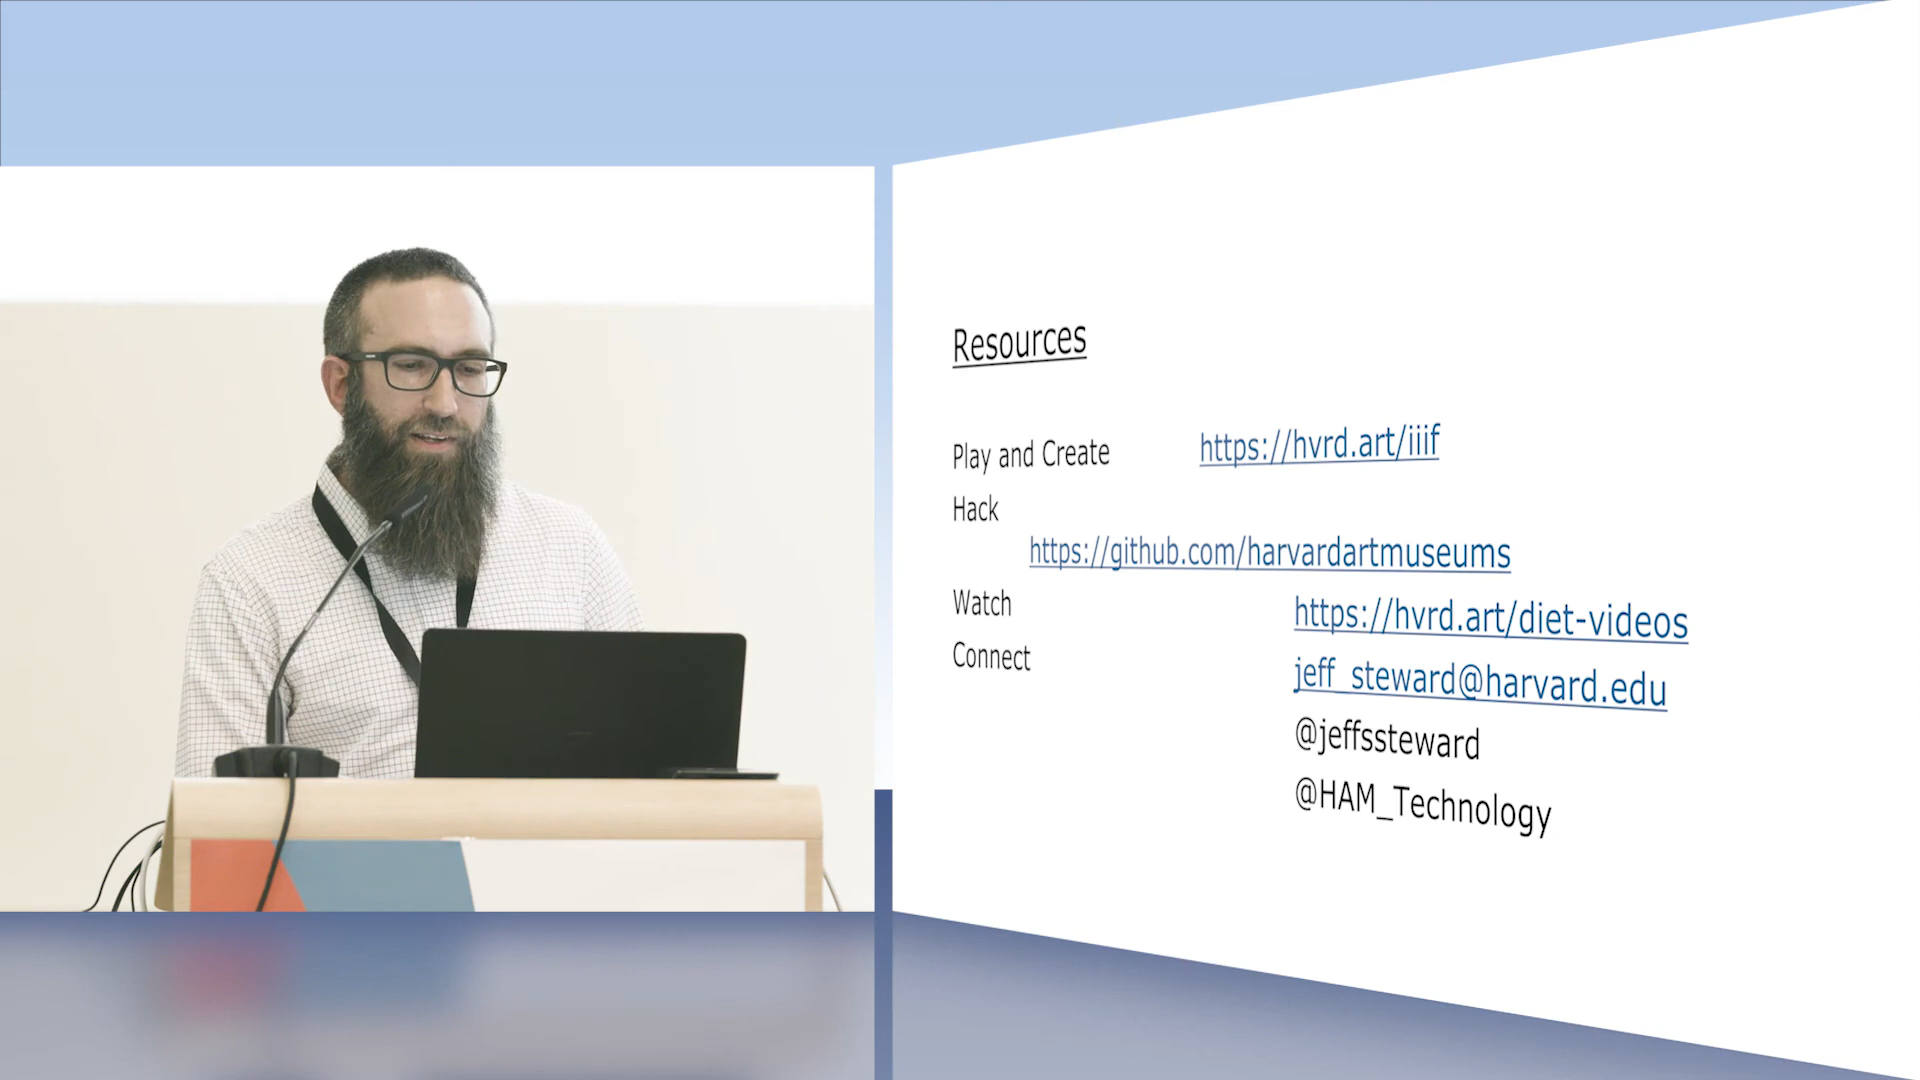 Resources
Play and Create https://hvrd.art/iiif
Hack
https://github.com/harvardartmuseums
Watch https://hvrd.art/diet-videos
Connect jeff_steward@harvard.edu
@jeffssteward
@HAM_Technology